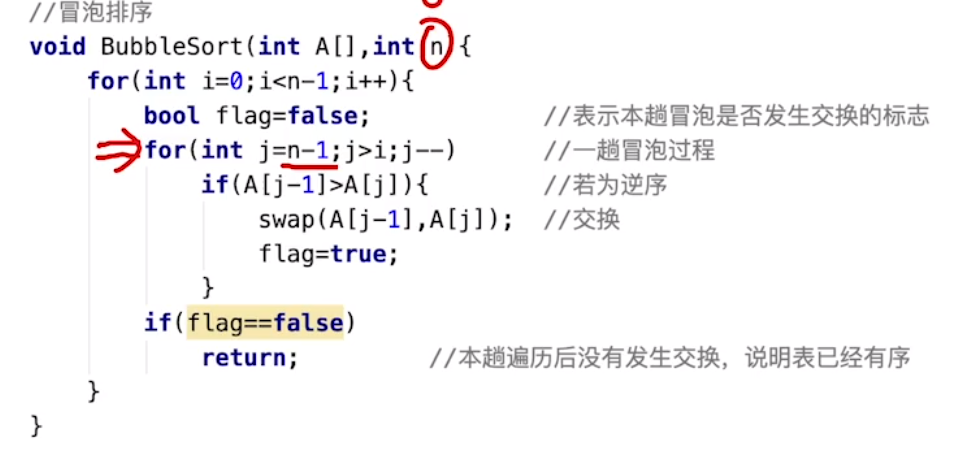 //冒泡排序
void BubbleSort(int A[],int n){
for(int i=0;i<n-1;i++){
bool flag=false; //表示本趟冒泡是否发生交换的标志
for(int j=n-1;j>i;j--) //一趟冒泡过程
if(A[j-1]>A[j]){ //若为逆序
swap(A[j-1],A[j]); //交换
flag=true;
}
if(flag==false)
return; //本趟遍历后没有发生交换，说明表已经有序
}
}